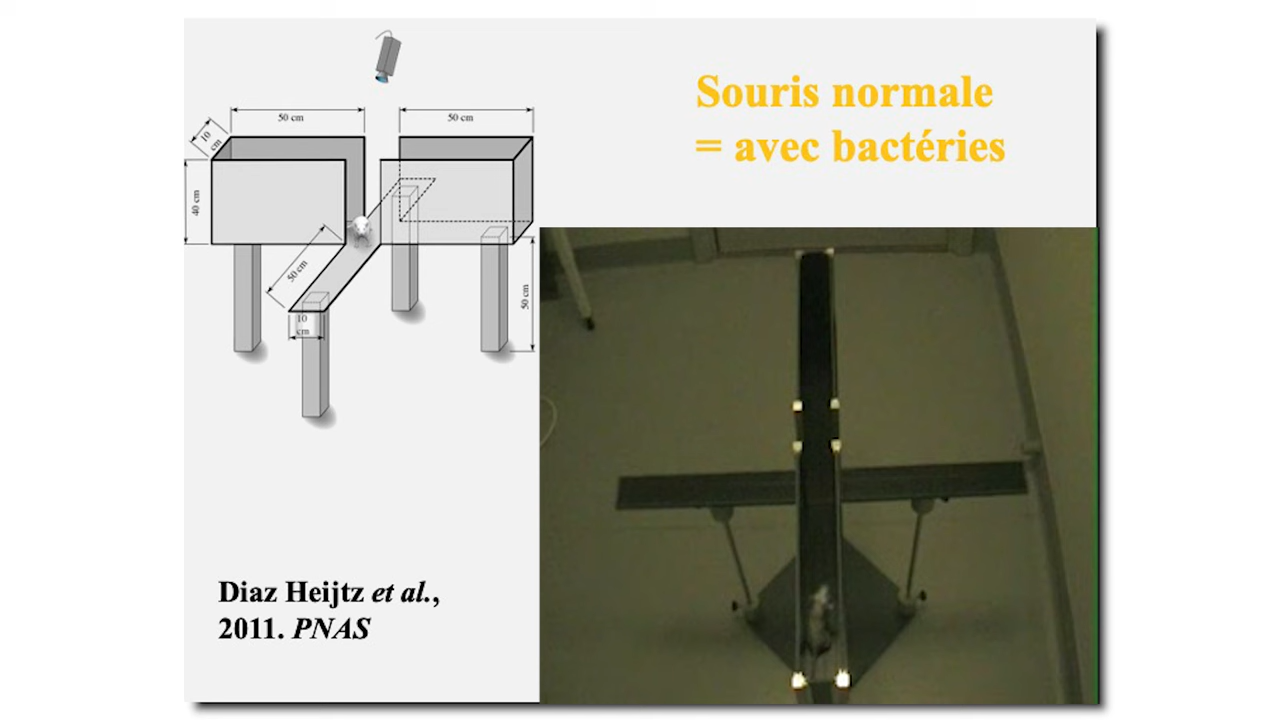 50 cm
50 cm
10
cm
40 cm
50 cm
50 cm
10
cm
Souris normale
= avec bactéries
Diaz Heijtz et al.,
2011. PNAS